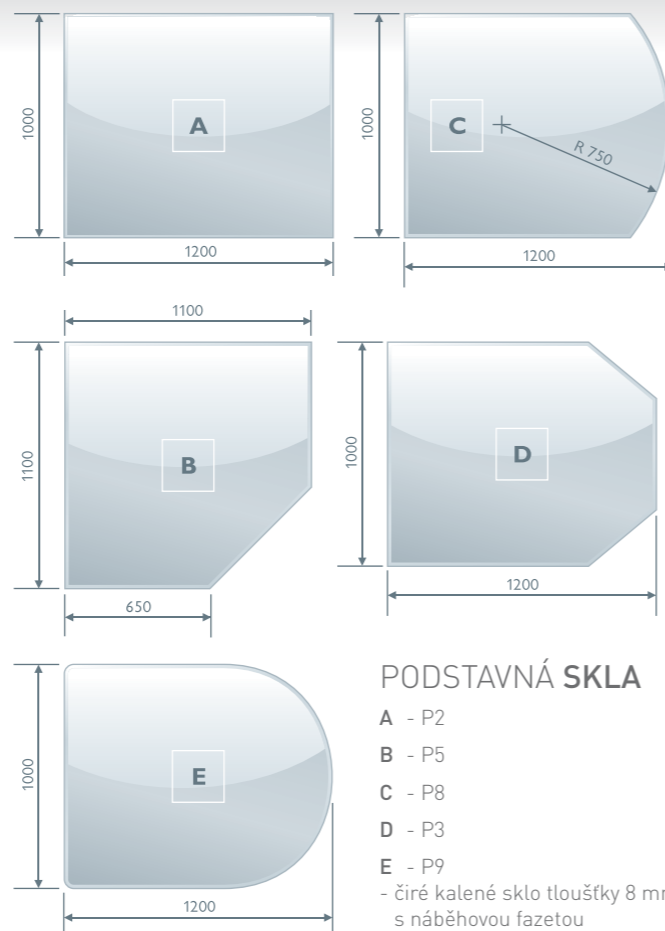 1000
A
1200
1000
C
R 750
1200
1100
1100
B
650
1000
D
1200
1000
E
1200
PODSTAVNÁ SKLA
A - P2
B - P5
C - P8
D - P3
E - P9
- čiré kalené sklo tloušťky 8 mm
s náběhovou fazetou